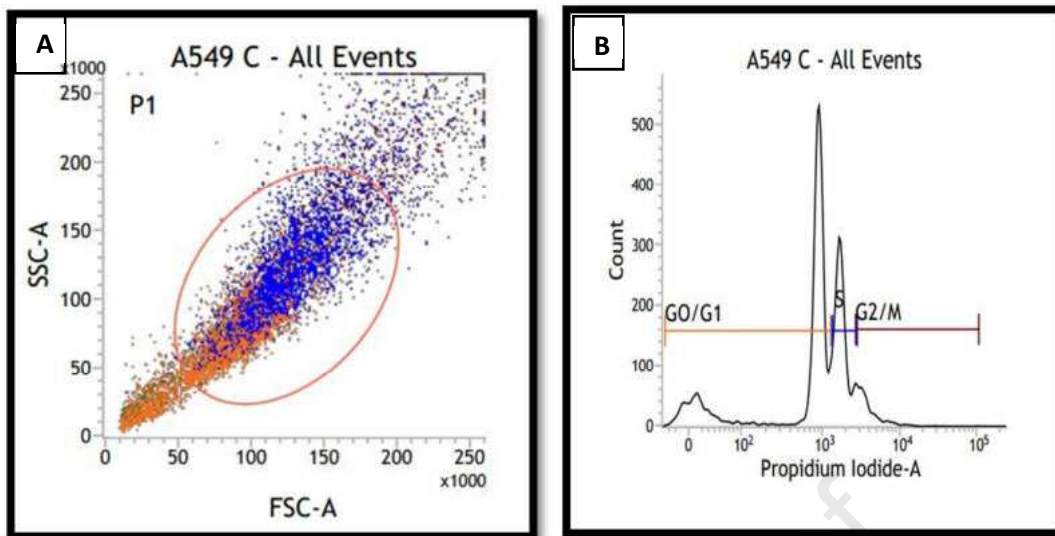 A
A549 C - All Events
x1000
P1
250
200
150
100
50
0
SSC-A
0 50 100 150 200 250
x1000
FSC-A
B
A549 C - All Events
500
400
300
200
100
0
Count
S
GO/G1
G2/M
0 10² 10³ 10⁴ 10⁵
Propidium Iodide-A
f